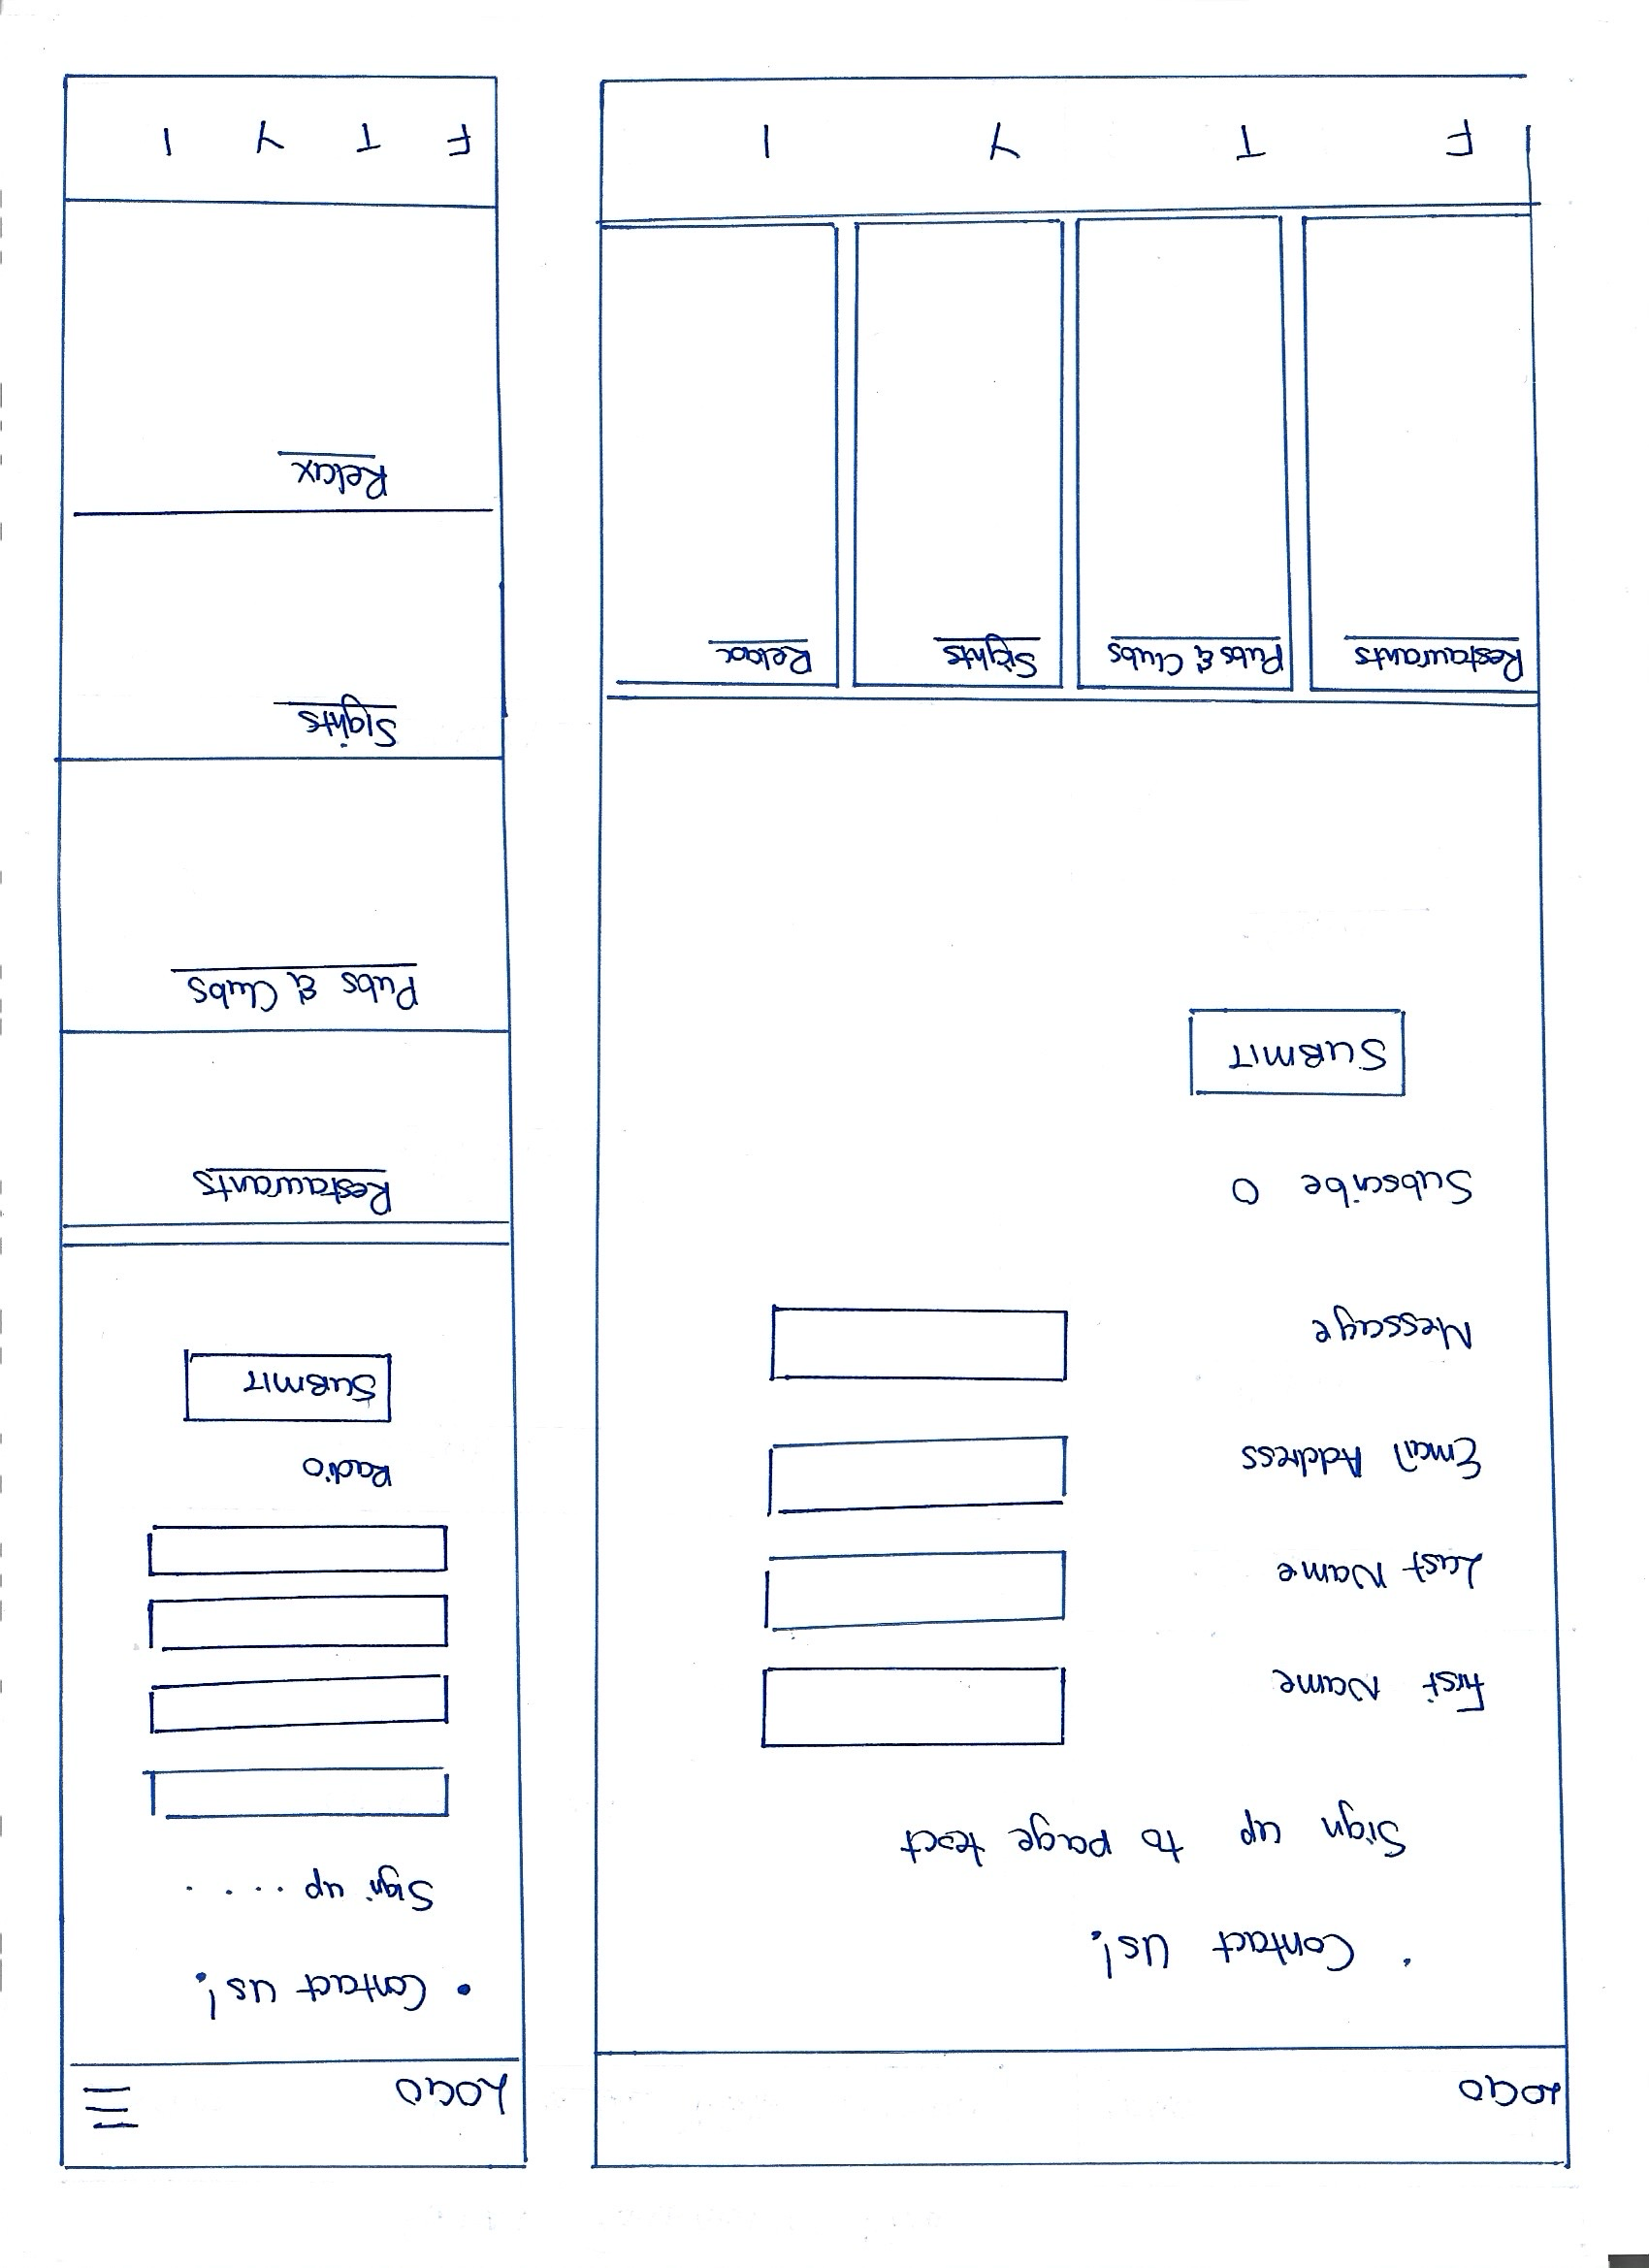 LOGO
• Contact Us!
Sign up to page text
First Name
Last Name
Email Address
Message
Subscribe O
SUBMIT
Restaurants
Pubs & Clubs
Sights
Relax
F T Y I
LOGO
• Contact us!
Sign up ....
Radio
SUBMIT
Restaurants
Pubs & Clubs
Sights
Relax
F T Y I